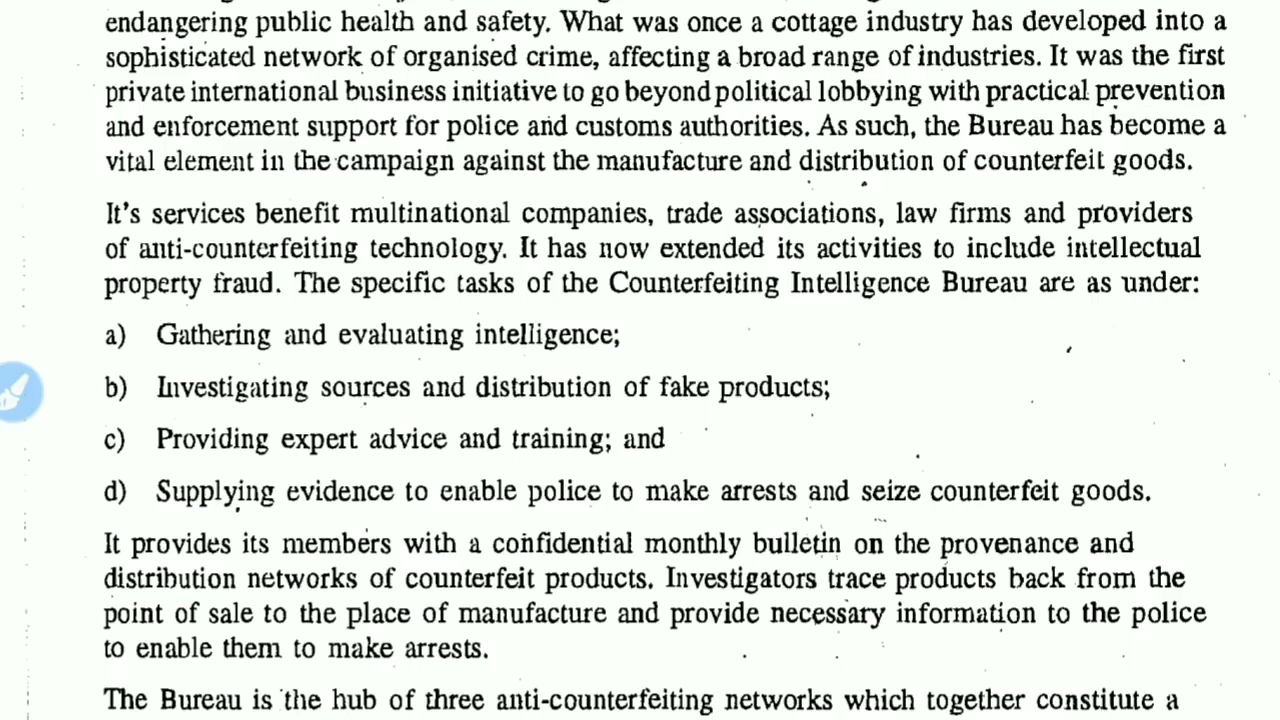 endangering public health and safety. What was once a cottage industry has developed into a
sophisticated network of organised crime, affecting a broad range of industries. It was the first
private international business initiative to go beyond political lobbying with practical prevention
and enforcement support for police and customs authorities. As such, the Bureau has become a
vital element in the campaign against the manufacture and distribution of counterfeit goods.
It's services benefit multinational companies, trade associations, law firms and providers
of anti-counterfeiting technology. It has now extended its activities to include intellectual
property fraud. The specific tasks of the Counterfeiting Intelligence Bureau are as under:
a) Gathering and evaluating intelligence;
b) Investigating sources and distribution of fake products;
c) Providing expert advice and training; and
d) Supplying evidence to enable police to make arrests and seize counterfeit goods.
It provides its members with a confidential monthly bulletin on the provenance and
distribution networks of counterfeit products. Investigators trace products back from the
point of sale to the place of manufacture and provide necessary information to the police
to enable them to make arrests.
The Bureau is the hub of three anti-counterfeiting networks which together constitute a